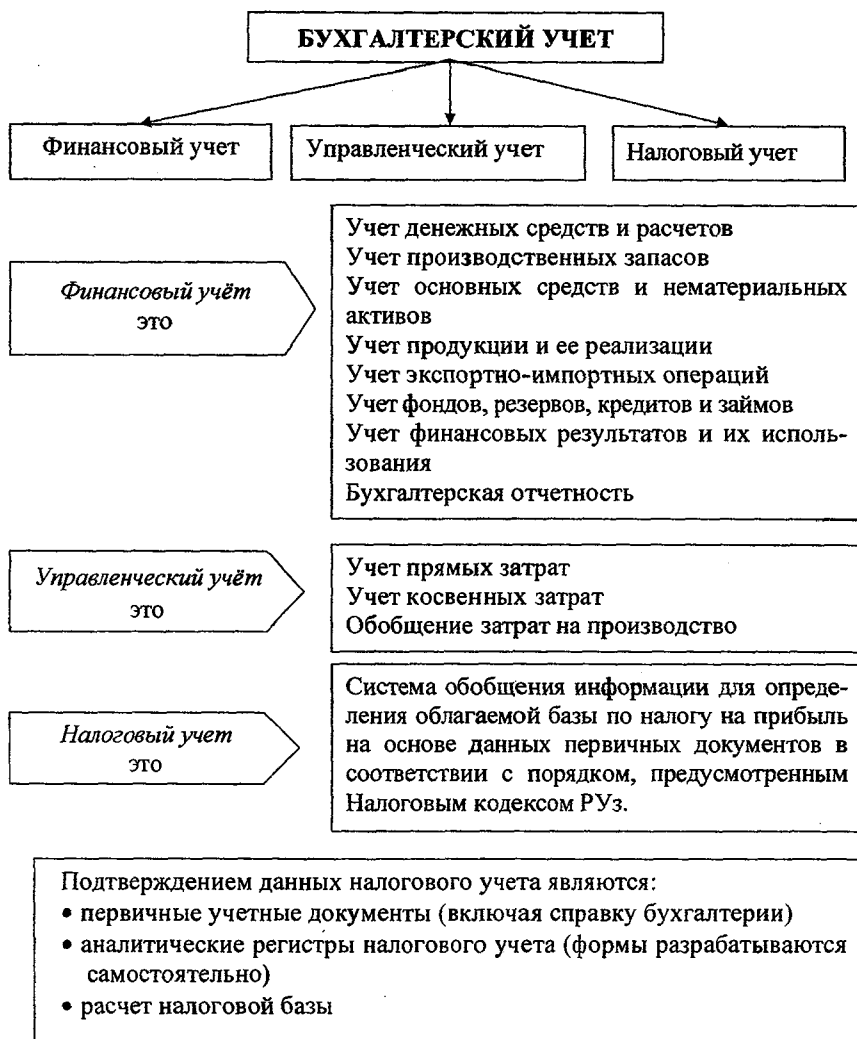 БУХГАЛТЕРСКИЙ УЧЕТ
Финансовый учет
Управленческий учет
Налоговый учет
Финансовый учёт
это
Учет денежных средств и расчетов
Учет производственных запасов
Учет основных средств и нематериальных
активов
Учет продукции и ее реализации
Учет экспортно-импортных операций
Учет фондов, резервов, кредитов и займов
Учет финансовых результатов и их исполь-
зования
Бухгалтерская отчетность
Управленческий учёт
это
Учет прямых затрат
Учет косвенных затрат
Обобщение затрат на производство
Налоговый учет
это
Система обобщения информации для опреде-
ления облагаемой базы по налогу на прибыль
на основе данных первичных документов в
соответствии с порядком, предусмотренным
Налоговым кодексом РУз.
Подтверждением данных налогового учета являются:
• первичные учетные документы (включая справку бухгалтерии)
• аналитические регистры налогового учета (формы разрабатываются
самостоятельно)
• расчет налоговой базы